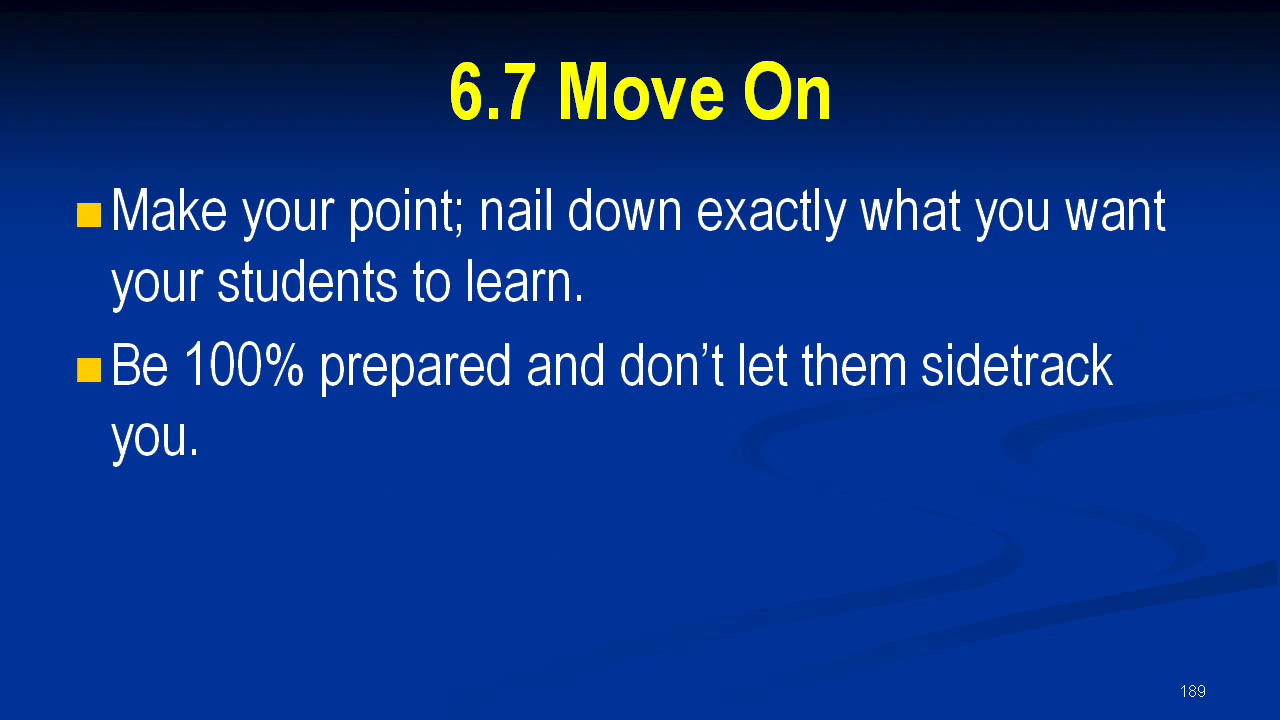 6.7 Move On
Make your point; nail down exactly what you want
your students to learn.
Be 100% prepared and don’t let them sidetrack
you.
189